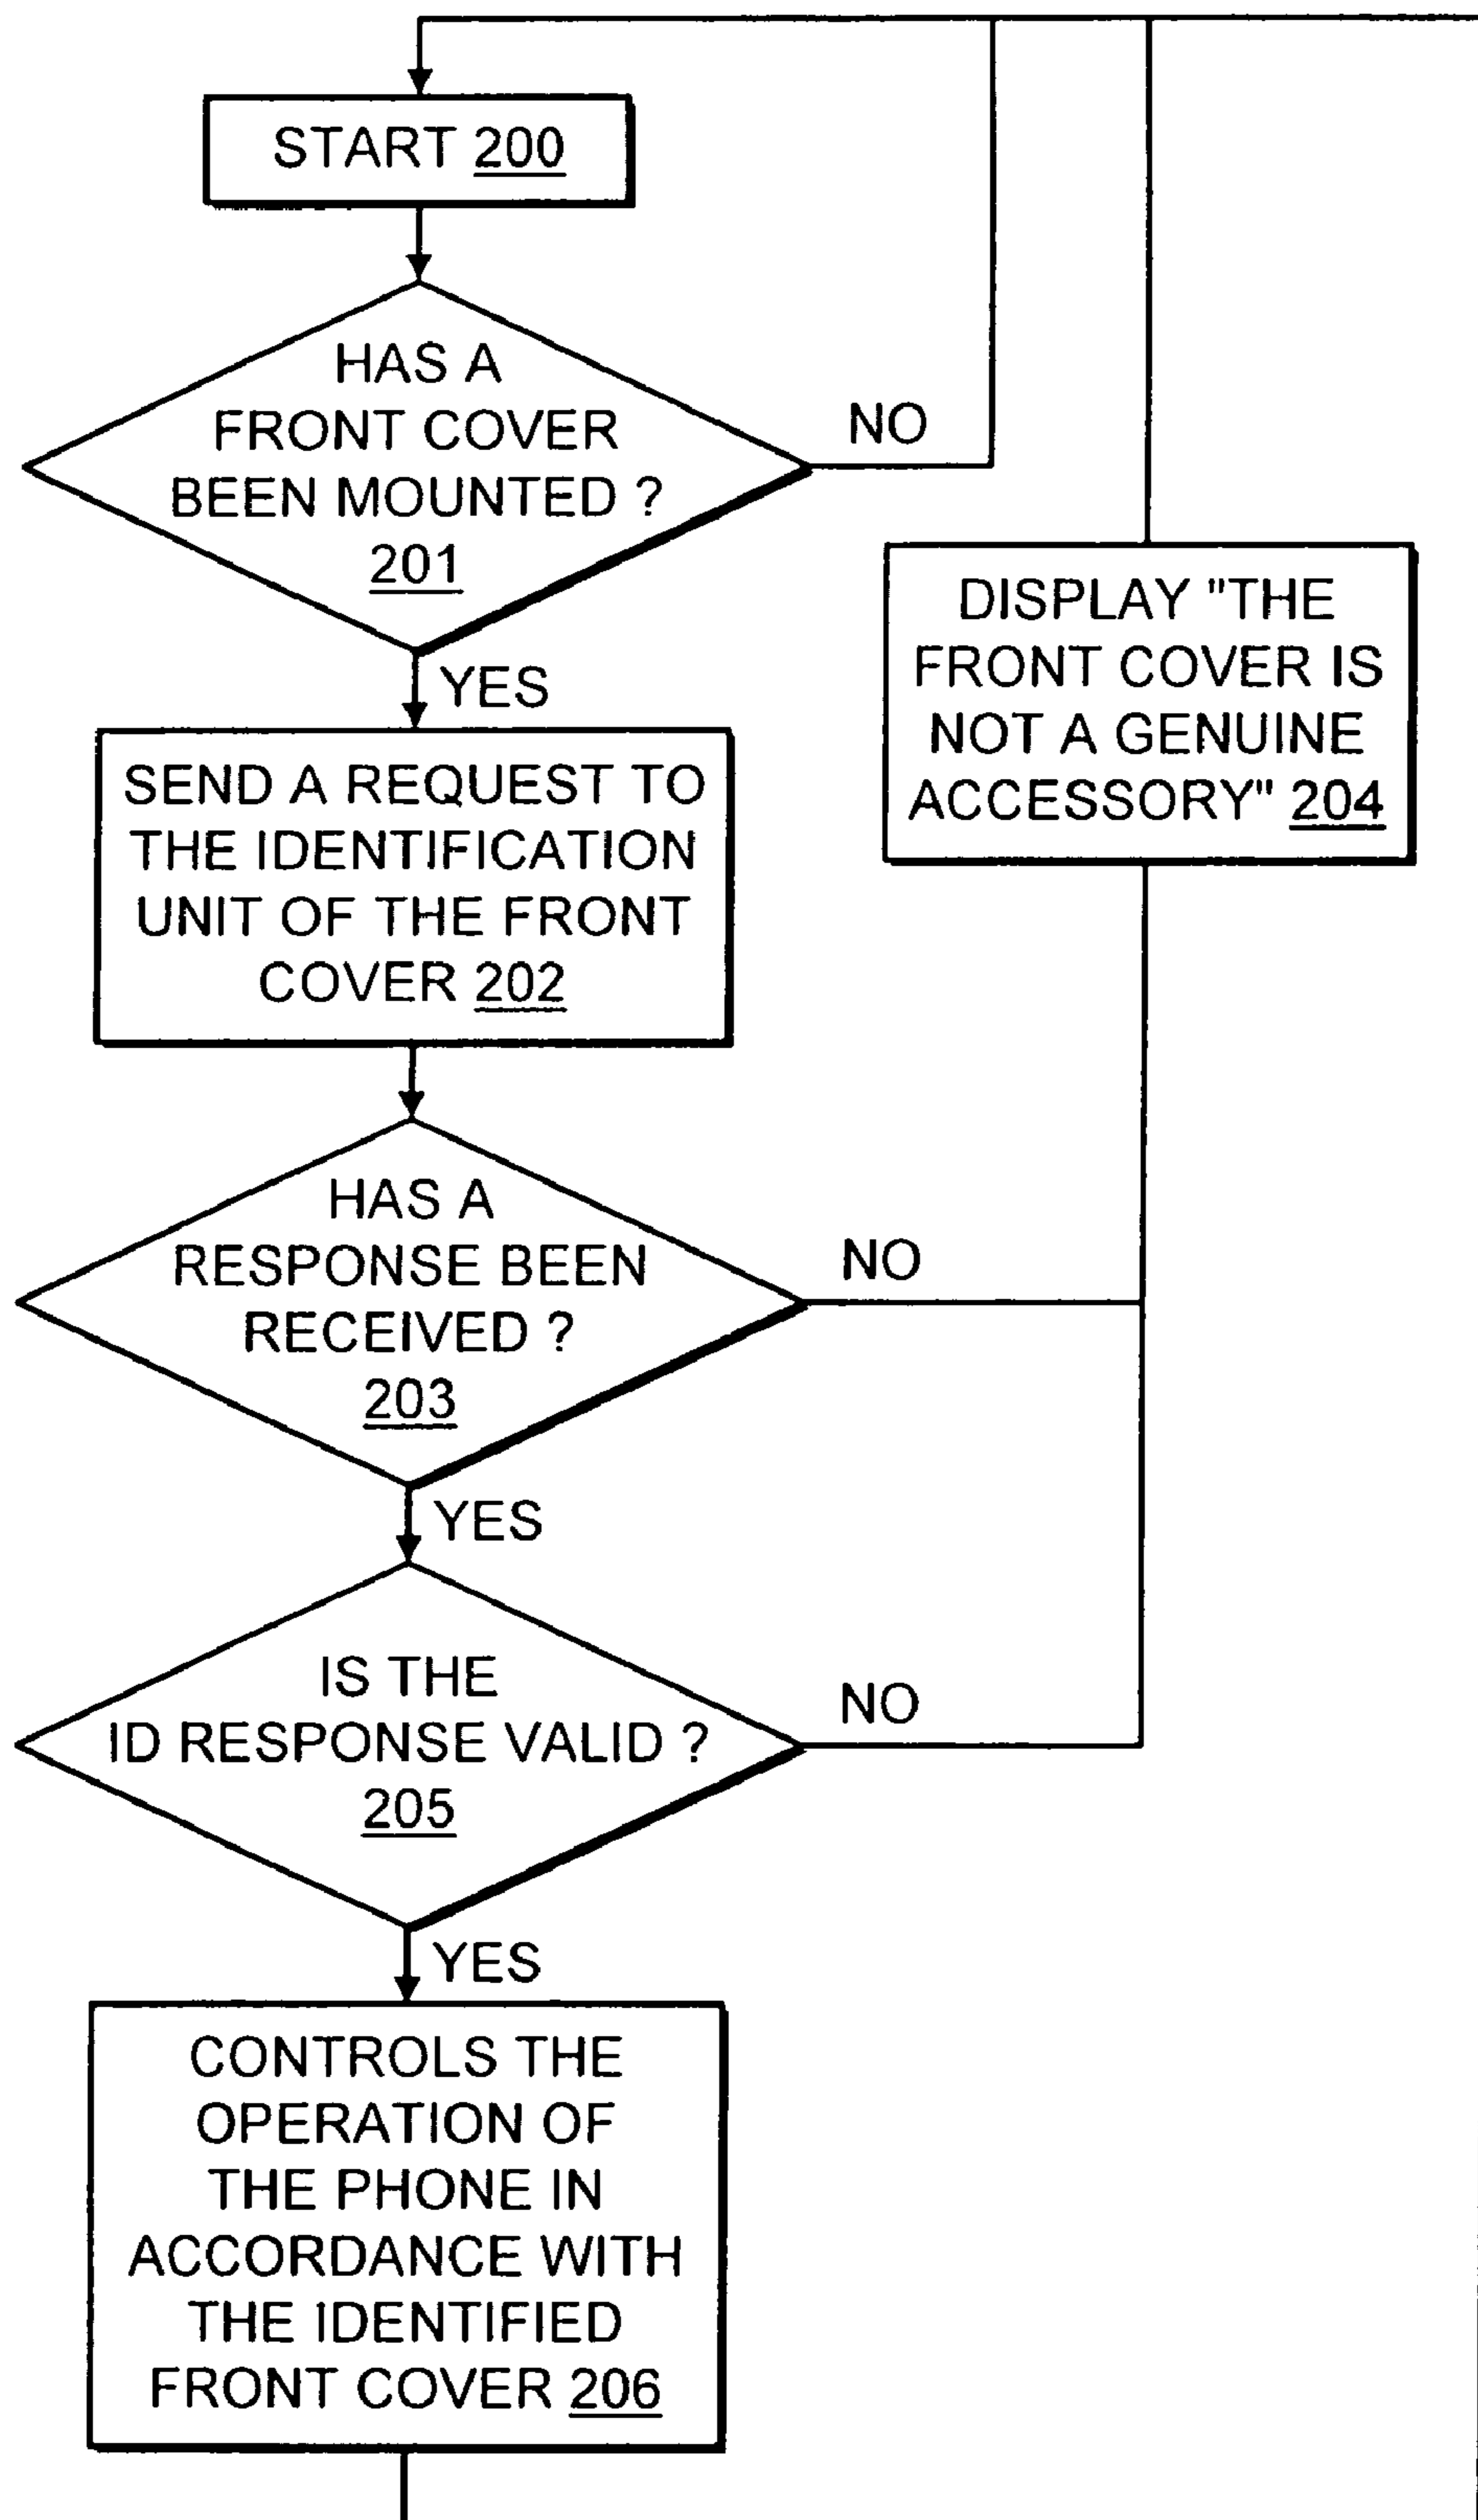 START 200
HAS A
FRONT COVER
BEEN MOUNTED ?
201
NO
YES
DISPLAY "THE
FRONT COVER IS
NOT A GENUINE
ACCESSORY" 204
SEND A REQUEST TO
THE IDENTIFICATION
UNIT OF THE FRONT
COVER 202
HAS A
RESPONSE BEEN
RECEIVED ?
203
NO
YES
IS THE
ID RESPONSE VALID ?
205
NO
YES
CONTROLS THE
OPERATION OF
THE PHONE IN
ACCORDANCE WITH
THE IDENTIFIED
FRONT COVER 206